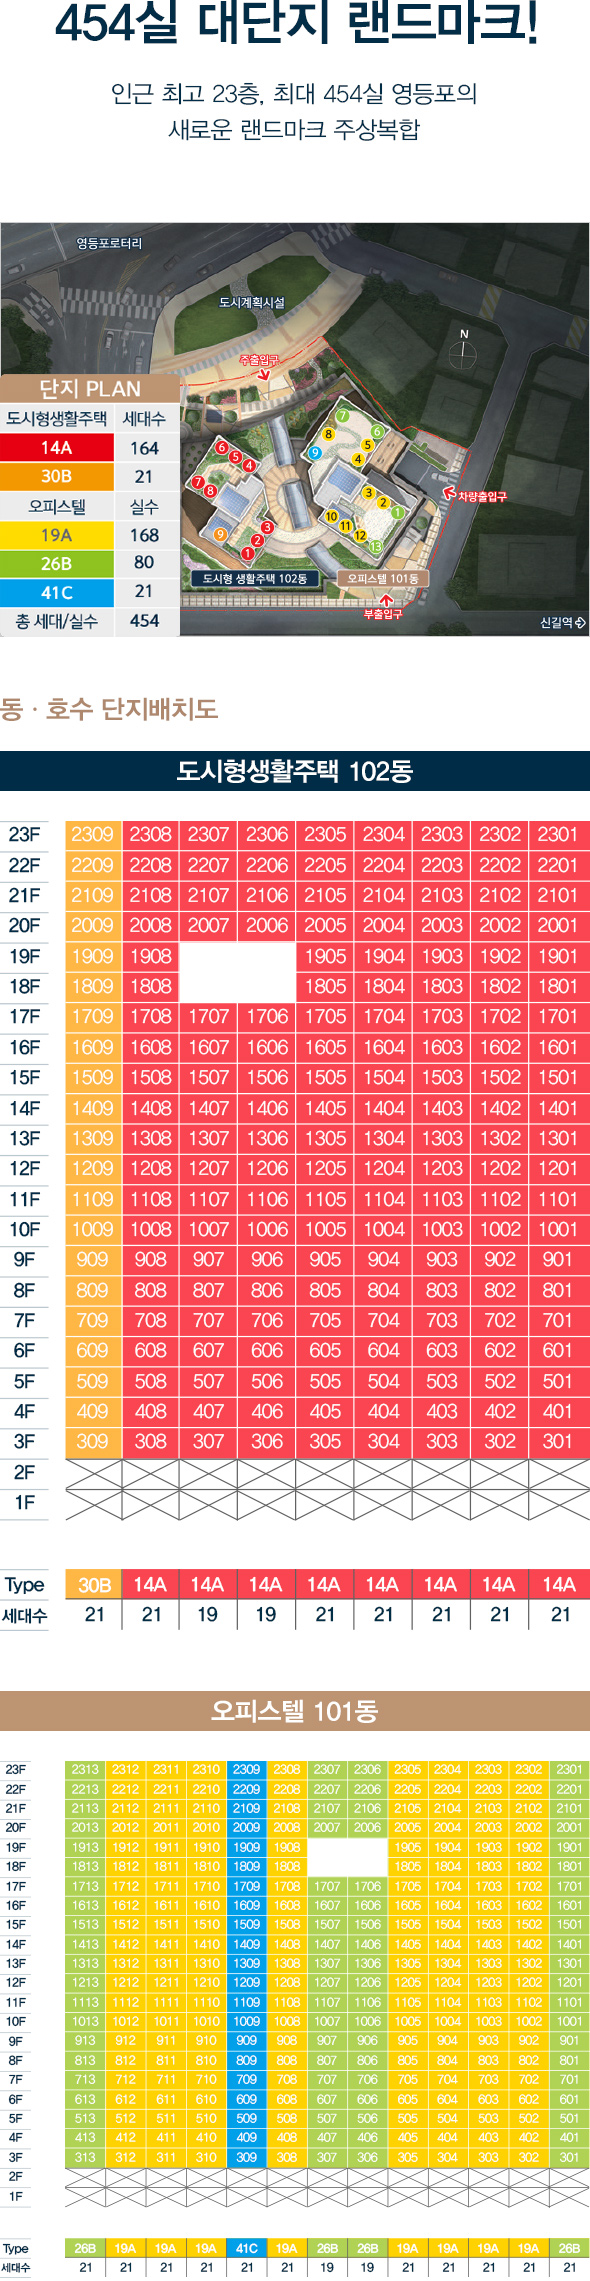 454실 대단지 랜드마크!
인근 최고 23층, 최대 454실 영등포의
새로운 랜드마크 주상복합
영등포로터리
도시계획시설
주출입구
N
차량출입구
부출입구
신길역
도시형 생활주택 102동
오피스텔 101동
6 5 4 7 8 9 3 2 1
7 6 8 5 4 9 3 2 1 10 11 12 13
단지 PLAN
도시형생활주택 세대수
14A 164
30B 21
오피스텔 실수
19A 168
26B 80
41C 21
총 세대/실수 454
동 · 호수 단지배치도
도시형생활주택 102동
23F 2309 2308 2307 2306 2305 2304 2303 2302 2301
22F 2209 2208 2207 2206 2205 2204 2203 2202 2201
21F 2109 2108 2107 2106 2105 2104 2103 2102 2101
20F 2009 2008 2007 2006 2005 2004 2003 2002 2001
19F 1909 1908 1905 1904 1903 1902 1901
18F 1809 1808 1805 1804 1803 1802 1801
17F 1709 1708 1707 1706 1705 1704 1703 1702 1701
16F 1609 1608 1607 1606 1605 1604 1603 1602 1601
15F 1509 1508 1507 1506 1505 1504 1503 1502 1501
14F 1409 1408 1407 1406 1405 1404 1403 1402 1401
13F 1309 1308 1307 1306 1305 1304 1303 1302 1301
12F 1209 1208 1207 1206 1205 1204 1203 1202 1201
11F 1109 1108 1107 1106 1105 1104 1103 1102 1101
10F 1009 1008 1007 1006 1005 1004 1003 1002 1001
9F 909 908 907 906 905 904 903 902 901
8F 809 808 807 806 805 804 803 802 801
7F 709 708 707 706 705 704 703 702 701
6F 609 608 607 606 605 604 603 602 601
5F 509 508 507 506 505 504 503 502 501
4F 409 408 407 406 405 404 403 402 401
3F 309 308 307 306 305 304 303 302 301
2F
1F
Type 30B 14A 14A 14A 14A 14A 14A 14A 14A
세대수 21 21 19 19 21 21 21 21 21
오피스텔 101동
23F 2313 2312 2311 2310 2309 2308 2307 2306 2305 2304 2303 2302 2301
22F 2213 2212 2211 2210 2209 2208 2207 2206 2205 2204 2203 2202 2201
21F 2113 2112 2111 2110 2109 2108 2107 2106 2105 2104 2103 2102 2101
20F 2013 2012 2011 2010 2009 2008 2007 2006 2005 2004 2003 2002 2001
19F 1913 1912 1911 1910 1909 1908 1905 1904 1903 1902 1901
18F 1813 1812 1811 1810 1809 1808 1805 1804 1803 1802 1801
17F 1713 1712 1711 1710 1709 1708 1707 1706 1705 1704 1703 1702 1701
16F 1613 1612 1611 1610 1609 1608 1607 1606 1605 1604 1603 1602 1601
15F 1513 1512 1511 1510 1509 1508 1507 1506 1505 1504 1503 1502 1501
14F 1413 1412 1411 1410 1409 1408 1407 1406 1405 1404 1403 1402 1401
13F 1313 1312 1311 1310 1309 1308 1307 1306 1305 1304 1303 1302 1301
12F 1213 1212 1211 1210 1209 1208 1207 1206 1205 1204 1203 1202 1201
11F 1113 1112 1111 1110 1109 1108 1107 1106 1105 1104 1103 1102 1101
10F 1013 1012 1011 1010 1009 1008 1007 1006 1005 1004 1003 1002 1001
9F 913 912 911 910 909 908 907 906 905 904 903 902 901
8F 813 812 811 810 809 808 807 806 805 804 803 802 801
7F 713 712 711 710 709 708 707 706 705 704 703 702 701
6F 613 612 611 610 609 608 607 606 605 604 603 602 601
5F 513 512 511 510 509 508 507 506 505 504 503 502 501
4F 413 412 411 410 409 408 407 406 405 404 403 402 401
3F 313 312 311 310 309 308 307 306 305 304 303 302 301
2F
1F
Type 26B 19A 19A 19A 41C 19A 26B 26B 19A 19A 19A 19A 26B
세대수 21 21 21 21 21 21 19 19 21 21 21 21 21